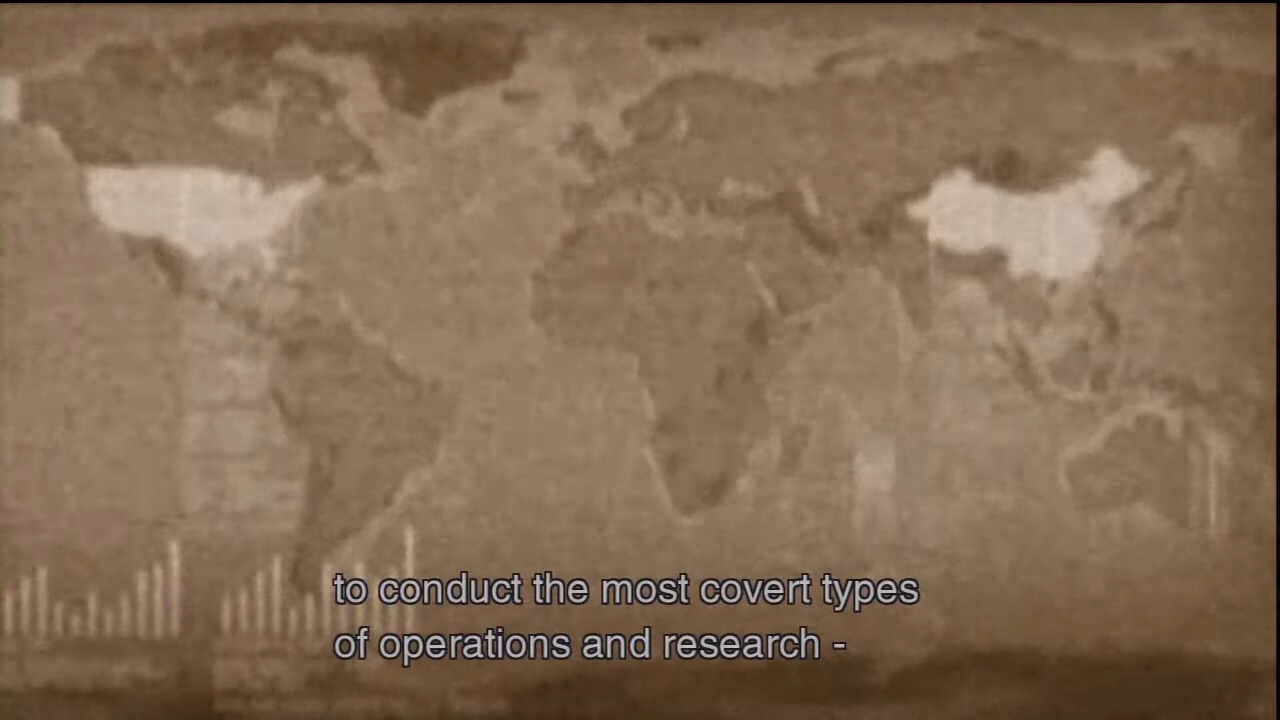 to conduct the most covert types
of operations and research -